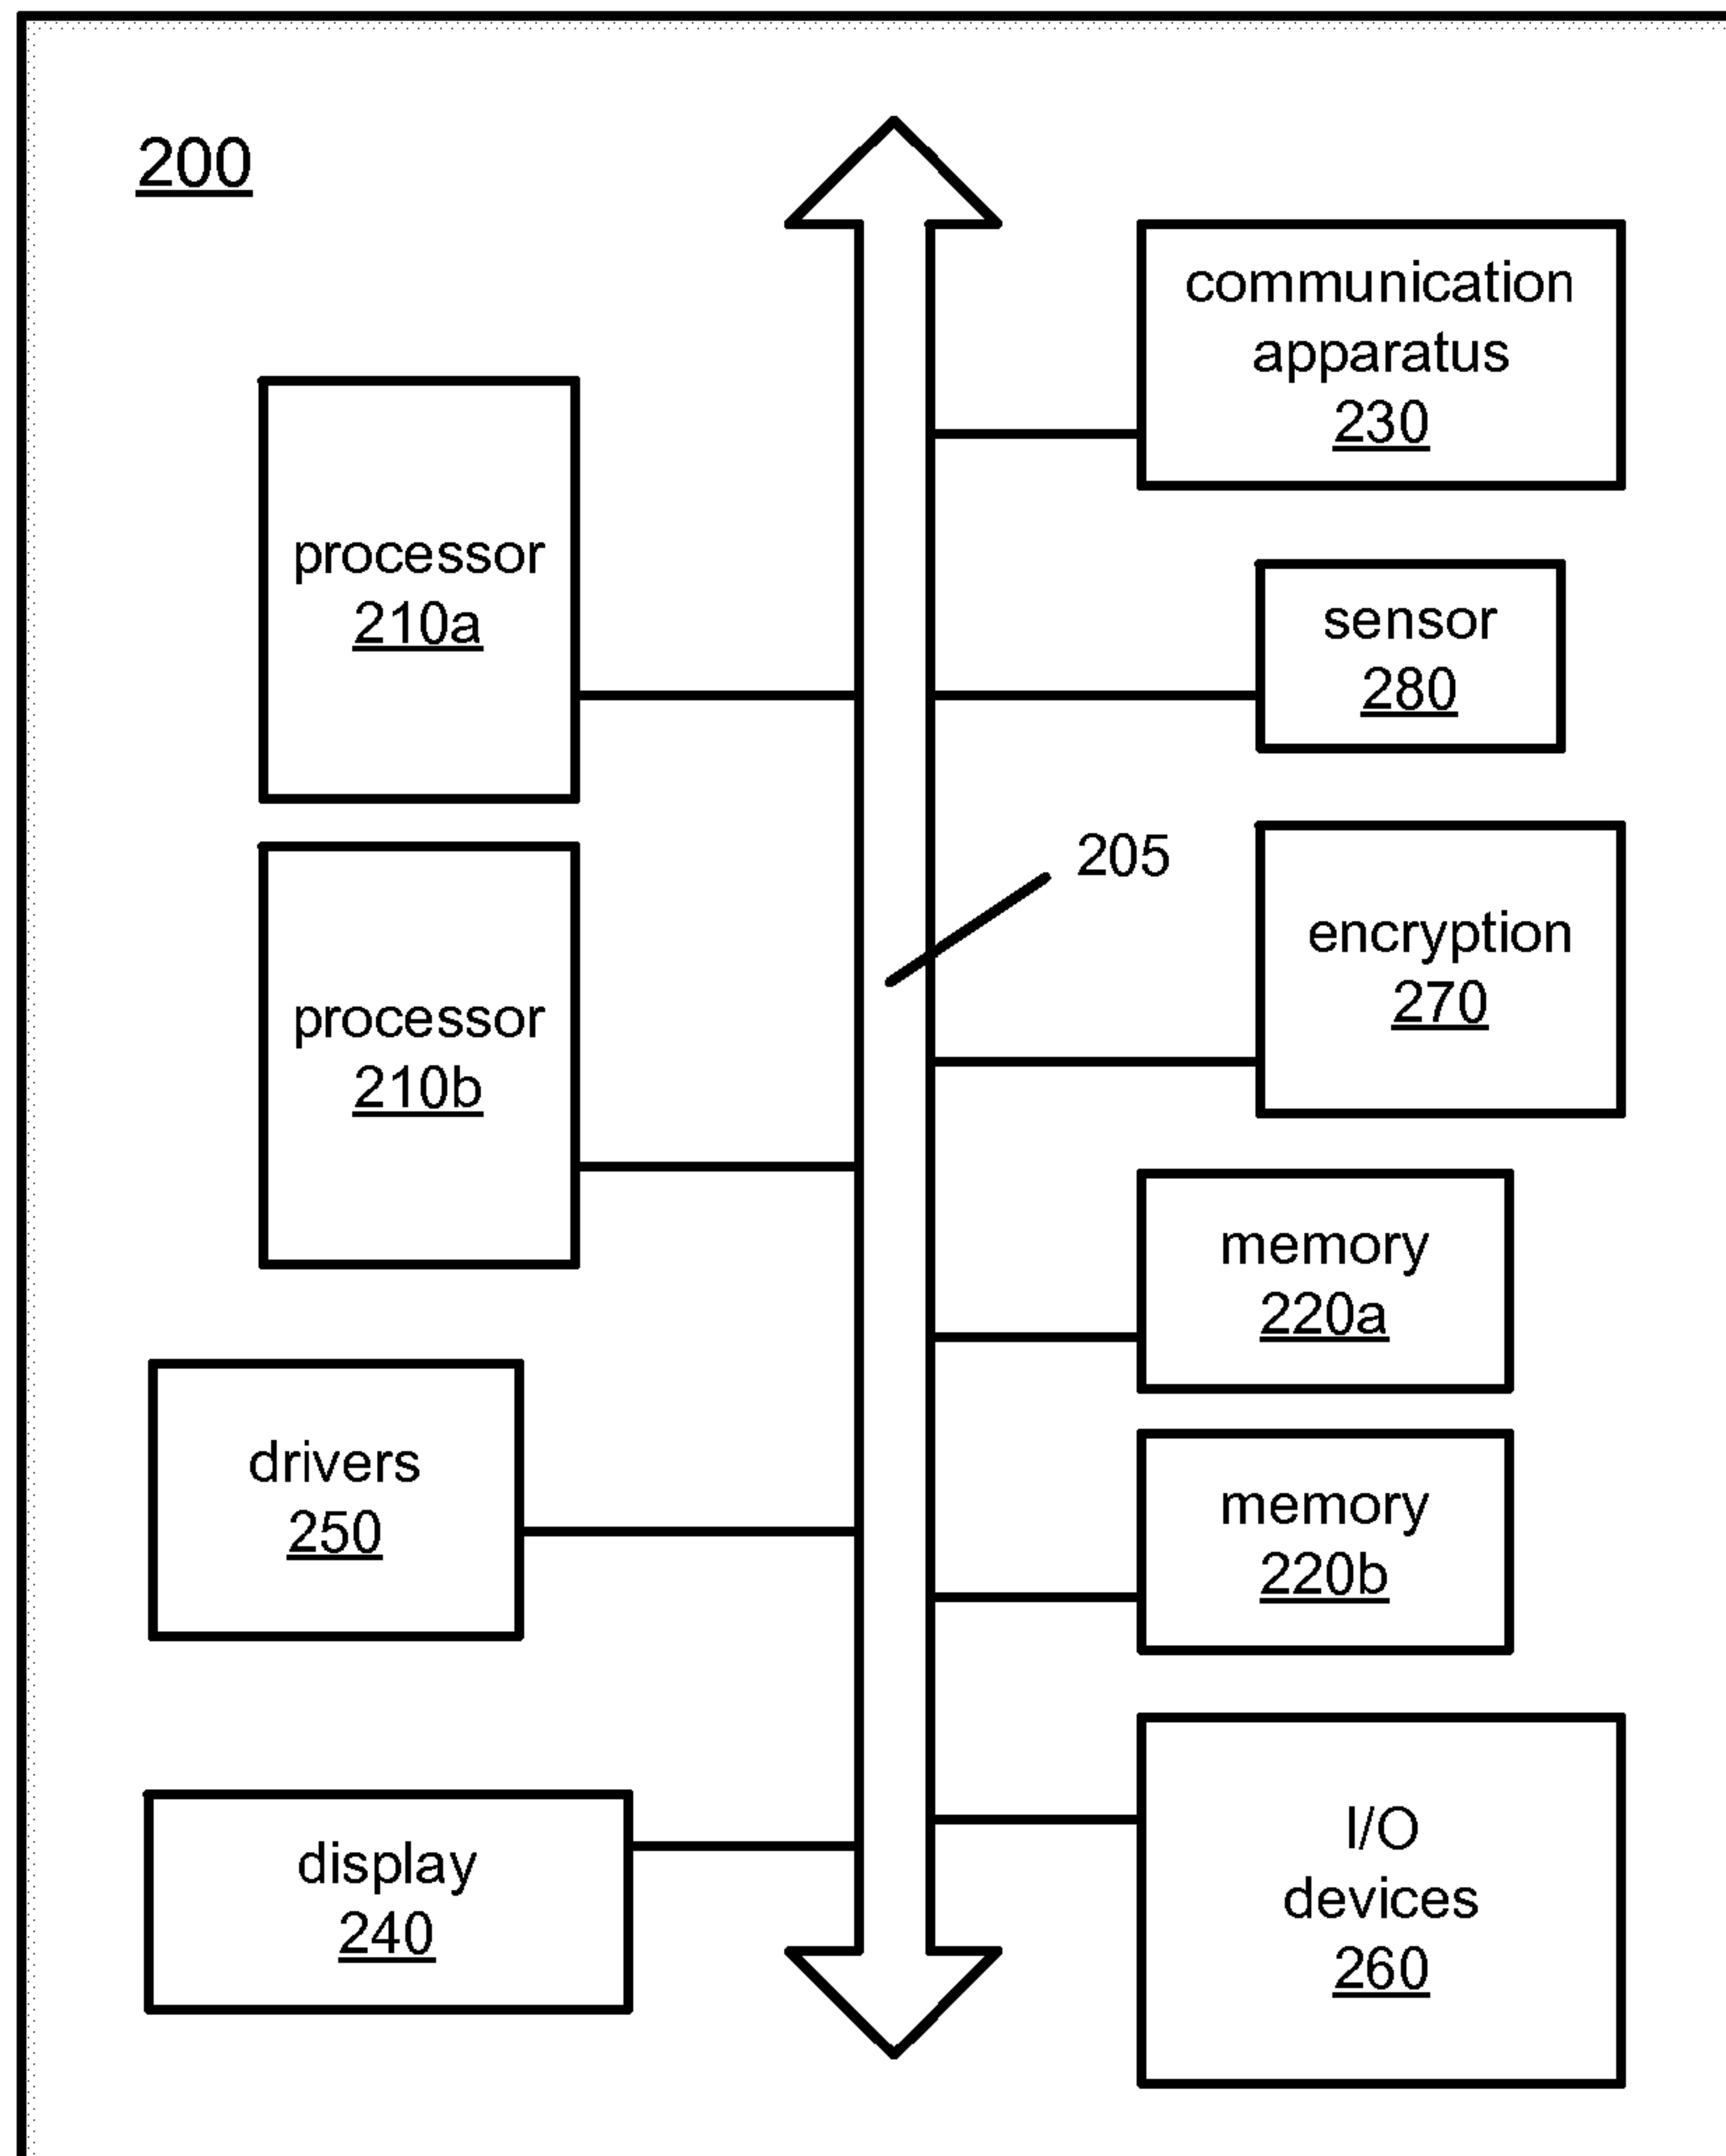 200
communication
apparatus
230
processor
210a
sensor
280
205
encryption
270
processor
210b
memory
220a
drivers
250
memory
220b
display
240
I/O
devices
260